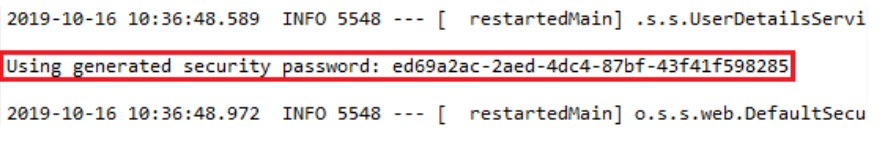 2019-10-16 10:36:48.589  INFO 5548 --- [  restartedMain] .s.s.UserDetailsServi
Using generated security password: ed69a2ac-2aed-4dc4-87bf-43f41f598285
2019-10-16 10:36:48.972  INFO 5548 --- [  restartedMain] o.s.s.web.DefaultSecu